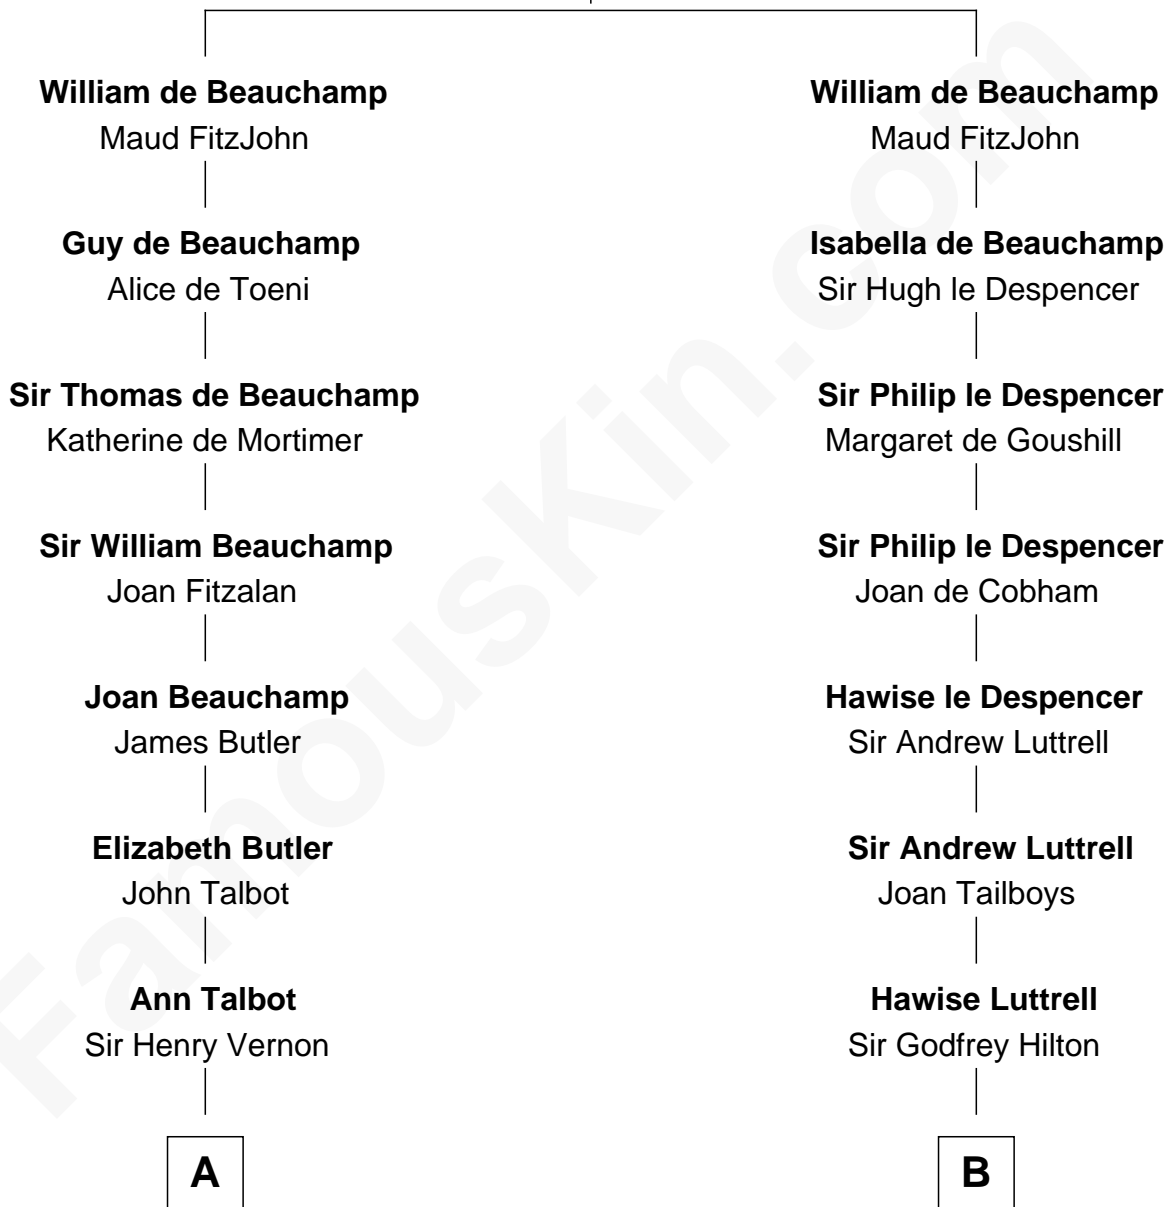 William de Beauchamp
Maud FitzJohn
Guy de Beauchamp
Alice de Toeni
Sir Thomas de Beauchamp
Katherine de Mortimer
Sir William Beauchamp
Joan Fitzalan
Joan Beauchamp
James Butler
Elizabeth Butler
John Talbot
Ann Talbot
Sir Henry Vernon
A
William de Beauchamp
Maud FitzJohn
Isabella de Beauchamp
Sir Hugh le Despencer
Sir Philip le Despencer
Margaret de Goushill
Sir Philip le Despencer
Joan de Cobham
Hawise le Despencer
Sir Andrew Luttrell
Sir Andrew Luttrell
Joan Tailboys
Hawise Luttrell
Sir Godfrey Hilton
B
FamousKin.com